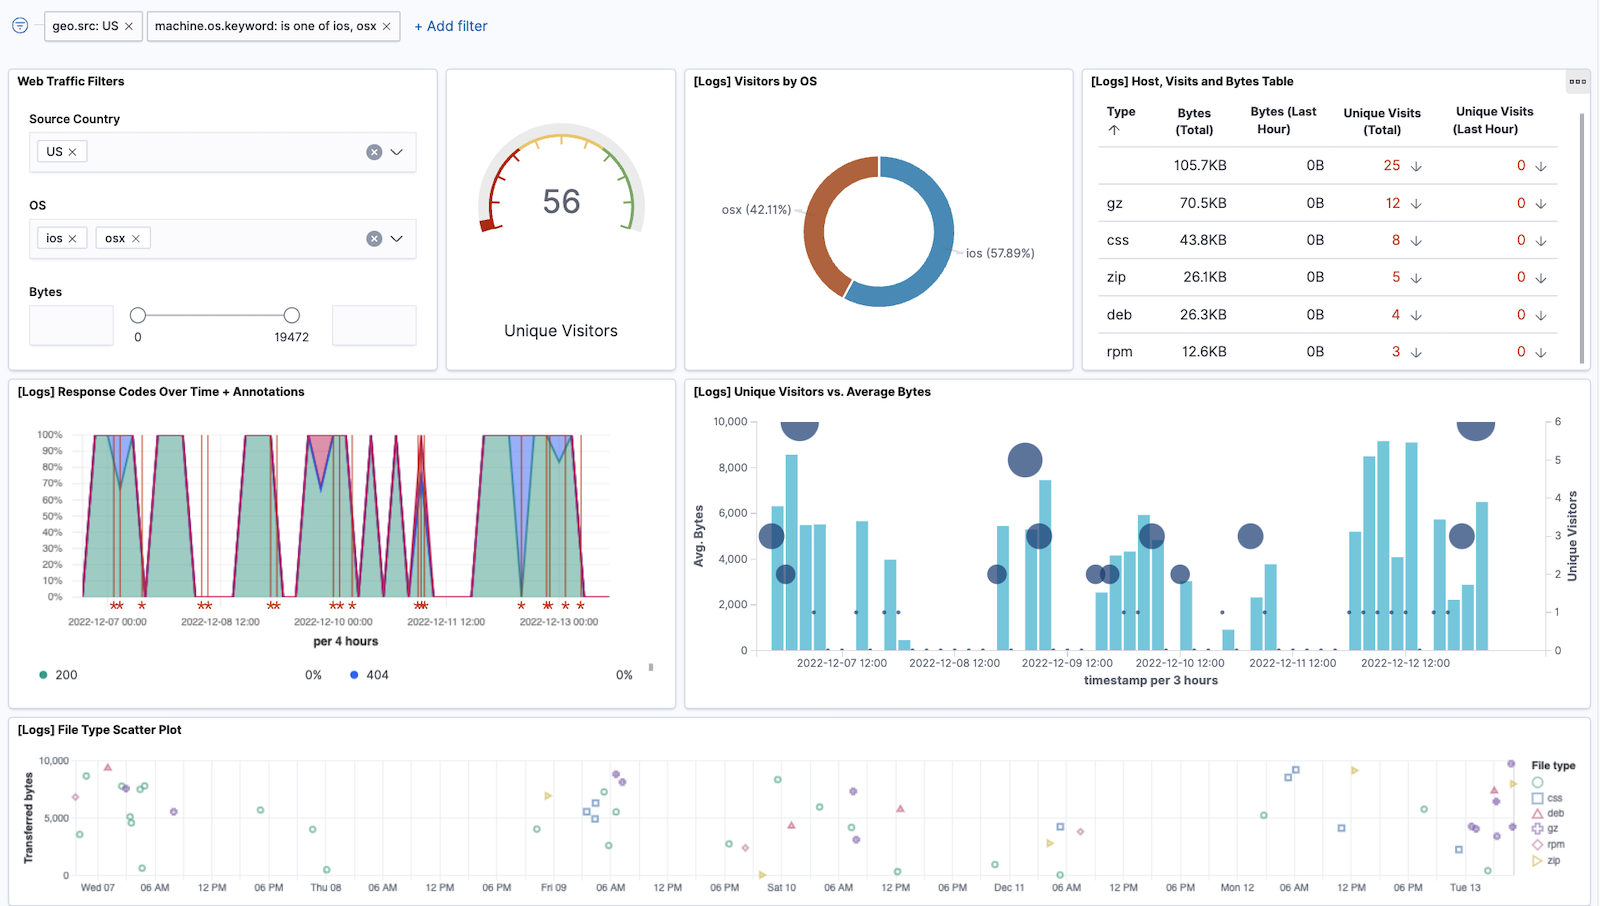 geo.src: US ×
machine.os.keyword: is one of ios, osx ×
+ Add filter
Web Traffic Filters
Source Country
US ×
OS
ios ×
osx ×
Bytes
0
19472
56
Unique Visitors
[Logs] Visitors by OS
osx (42.11%)
ios (57.89%)
[Logs] Host, Visits and Bytes Table
Type ↑ Bytes (Total) Bytes (Last Hour) Unique Visits (Total) Unique Visits (Last Hour)
105.7KB 0B 25 ↓ 0 ↓
gz 70.5KB 0B 12 ↓ 0 ↓
css 43.8KB 0B 8 ↓ 0 ↓
zip 26.1KB 0B 5 ↓ 0 ↓
deb 26.3KB 0B 4 ↓ 0 ↓
rpm 12.6KB 0B 3 ↓ 0 ↓
[Logs] Response Codes Over Time + Annotations
100%
90%
80%
70%
60%
50%
40%
30%
20%
10%
0%
2022-12-07 00:00
2022-12-08 12:00
2022-12-10 00:00
2022-12-11 12:00
2022-12-13 00:00
per 4 hours
200 0%
404 0%
[Logs] Unique Visitors vs. Average Bytes
Avg. Bytes
10,000
8,000
6,000
4,000
2,000
0
6
5
4
3
2
1
0
Unique Visitors
2022-12-07 12:00
2022-12-08 12:00
2022-12-09 12:00
2022-12-10 12:00
2022-12-11 12:00
2022-12-12 12:00
timestamp per 3 hours
[Logs] File Type Scatter Plot
Transferred bytes
10,000
5,000
0
Wed 07
06 AM
12 PM
06 PM
Thu 08
06 AM
12 PM
06 PM
Fri 09
06 AM
12 PM
06 PM
Sat 10
06 AM
12 PM
06 PM
Dec 11
06 AM
12 PM
06 PM
Mon 12
06 AM
12 PM
06 PM
Tue 13
File type
css
deb
gz
rpm
zip